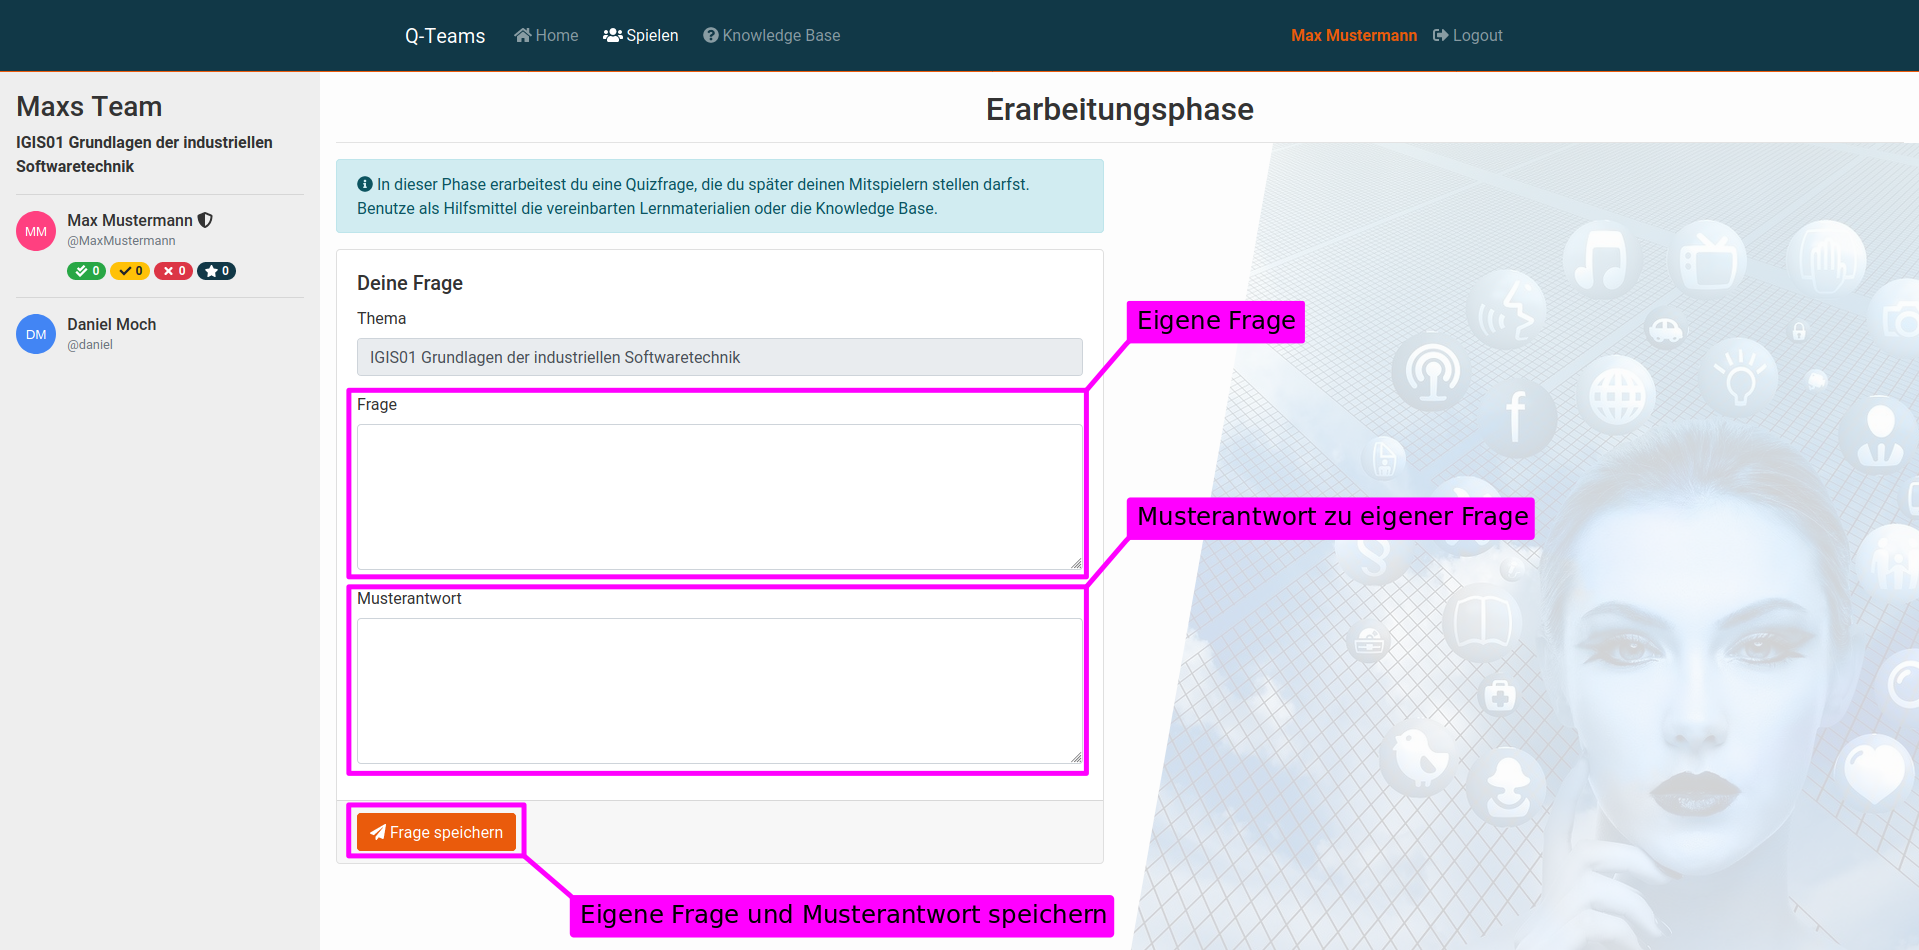 Q-Teams Home Spielen Knowledge Base Max Mustermann Logout
Maxs Team
IGIS01 Grundlagen der industriellen
Softwaretechnik
MM Max Mustermann
@MaxMustermann
0 0 0 0
DM Daniel Moch
@daniel
Erarbeitungsphase
In dieser Phase erarbeitest du eine Quizfrage, die du später deinen Mitspielern stellen darfst.
Benutze als Hilfsmittel die vereinbarten Lernmaterialien oder die Knowledge Base.
Deine Frage
Thema
IGIS01 Grundlagen der industriellen Softwaretechnik
Eigene Frage
Frage
Musterantwort zu eigener Frage
Musterantwort
Frage speichern
Eigene Frage und Musterantwort speichern